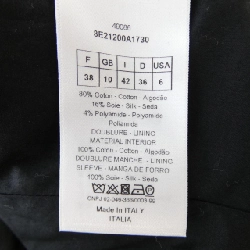 8E21200A1730
F GB I D USA
38 10 42 36 6
80% Coton - Cotton - Algodão
16% Soie - Silk - Seda
4% Polyamide - Polyamide
Poliamida
DOUBLURE - LINING
MATERIAL INTERIOR
100% Coton - Cotton - Algodão
DOUBLURE MANCHE - LINING
SLEEVE - MANGA DE FORRO
100% Soie - Silk - Seda
Made in ITALY
ITALIA